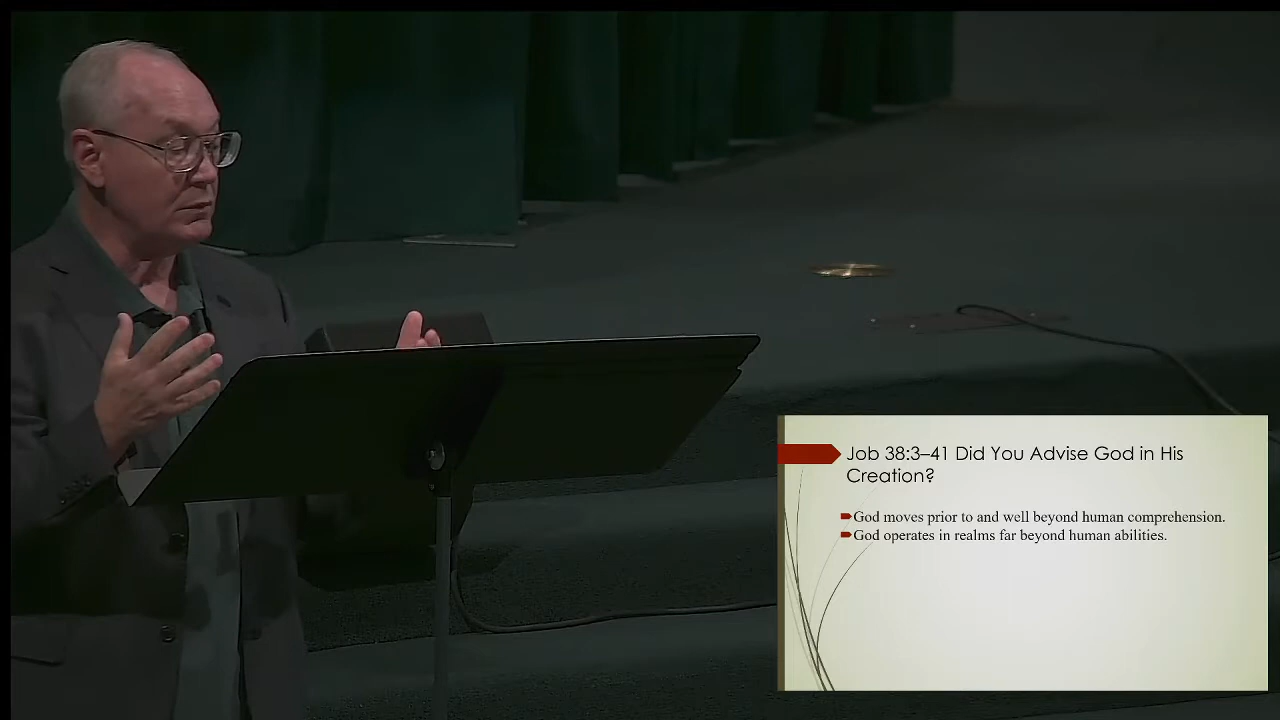 Job 38:3–41 Did You Advise God in His
Creation?
God moves prior to and well beyond human comprehension.
God operates in realms far beyond human abilities.